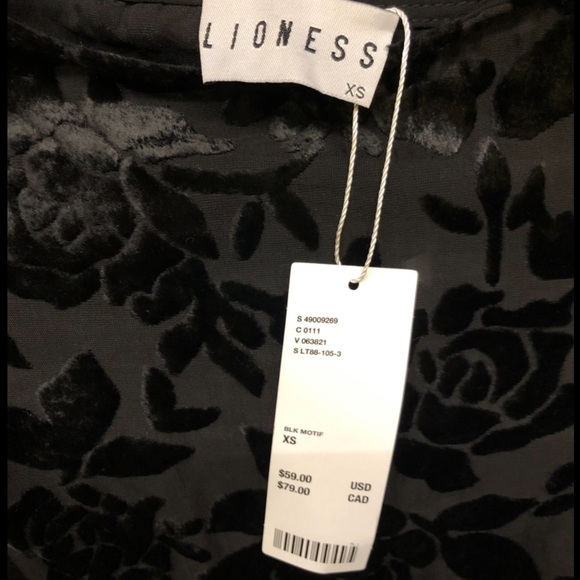 LIONESS
XS
S 49009269
C 0111
V 063821
S LT88-105-3
BLK MOTIF
XS
$59.00 USD
$79.00 CAD